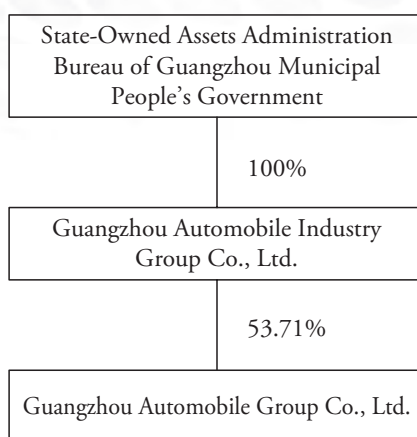 State-Owned Assets Administration
Bureau of Guangzhou Municipal
People’s Government
100%
Guangzhou Automobile Industry
Group Co., Ltd.
53.71%
Guangzhou Automobile Group Co., Ltd.